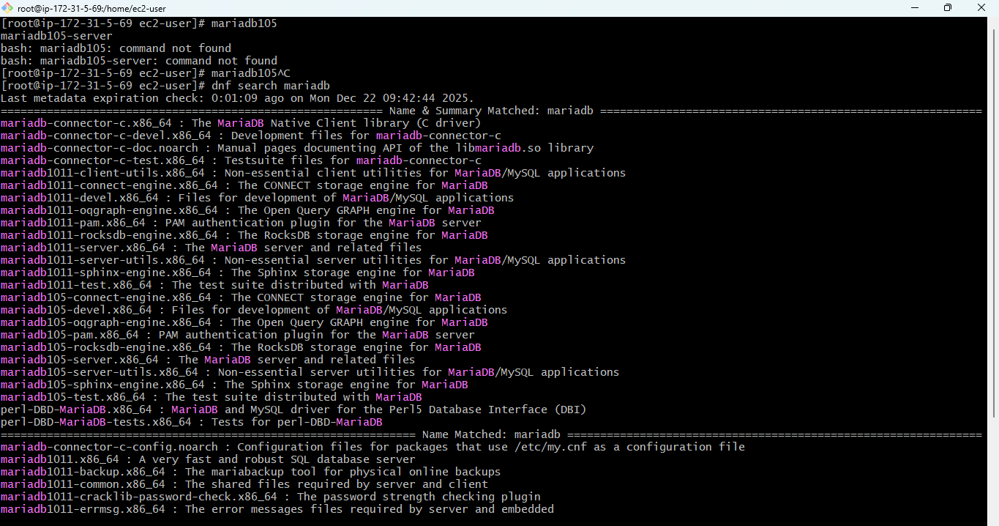 root@ip-172-31-5-69:/home/ec2-user
[root@ip-172-31-5-69 ec2-user]# mariadb105
mariadb105-server
bash: mariadb105: command not found
bash: mariadb105-server: command not found
[root@ip-172-31-5-69 ec2-user]# mariadb105^C
[root@ip-172-31-5-69 ec2-user]# dnf search mariadb
Last metadata expiration check: 0:01:09 ago on Mon Dec 22 09:42:44 2025.
========================================================== Name & Summary Matched: mariadb ==========================================================
mariadb-connector-c.x86_64 : The MariaDB Native Client library (C driver)
mariadb-connector-c-devel.x86_64 : Development files for mariadb-connector-c
mariadb-connector-c-doc.noarch : Manual pages documenting API of the libmariadb.so library
mariadb-connector-c-test.x86_64 : Testsuite files for mariadb-connector-c
mariadb1011-client-utils.x86_64 : Non-essential client utilities for MariaDB/MySQL applications
mariadb1011-connect-engine.x86_64 : The CONNECT storage engine for MariaDB
mariadb1011-devel.x86_64 : Files for development of MariaDB/MySQL applications
mariadb1011-oqgraph-engine.x86_64 : The Open Query GRAPH engine for MariaDB
mariadb1011-pam.x86_64 : PAM authentication plugin for the MariaDB server
mariadb1011-rocksdb-engine.x86_64 : The RocksDB storage engine for MariaDB
mariadb1011-server.x86_64 : The MariaDB server and related files
mariadb1011-server-utils.x86_64 : Non-essential server utilities for MariaDB/MySQL applications
mariadb1011-sphinx-engine.x86_64 : The Sphinx storage engine for MariaDB
mariadb1011-test.x86_64 : The test suite distributed with MariaDB
mariadb105-connect-engine.x86_64 : The CONNECT storage engine for MariaDB
mariadb105-devel.x86_64 : Files for development of MariaDB/MySQL applications
mariadb105-oqgraph-engine.x86_64 : The Open Query GRAPH engine for MariaDB
mariadb105-pam.x86_64 : PAM authentication plugin for the MariaDB server
mariadb105-rocksdb-engine.x86_64 : The RocksDB storage engine for MariaDB
mariadb105-server.x86_64 : The MariaDB server and related files
mariadb105-server-utils.x86_64 : Non-essential server utilities for MariaDB/MySQL applications
mariadb105-sphinx-engine.x86_64 : The Sphinx storage engine for MariaDB
mariadb105-test.x86_64 : The test suite distributed with MariaDB
perl-DBD-MariaDB.x86_64 : MariaDB and MySQL driver for the Perl5 Database Interface (DBI)
perl-DBD-MariaDB-tests.x86_64 : Tests for perl-DBD-MariaDB
=============================================================== Name Matched: mariadb ===============================================================
mariadb-connector-c-config.noarch : Configuration files for packages that use /etc/my.cnf as a configuration file
mariadb1011.x86_64 : A very fast and robust SQL database server
mariadb1011-backup.x86_64 : The mariabackup tool for physical online backups
mariadb1011-common.x86_64 : The shared files required by server and client
mariadb1011-cracklib-password-check.x86_64 : The password strength checking plugin
mariadb1011-errmsg.x86_64 : The error messages files required by server and embedded